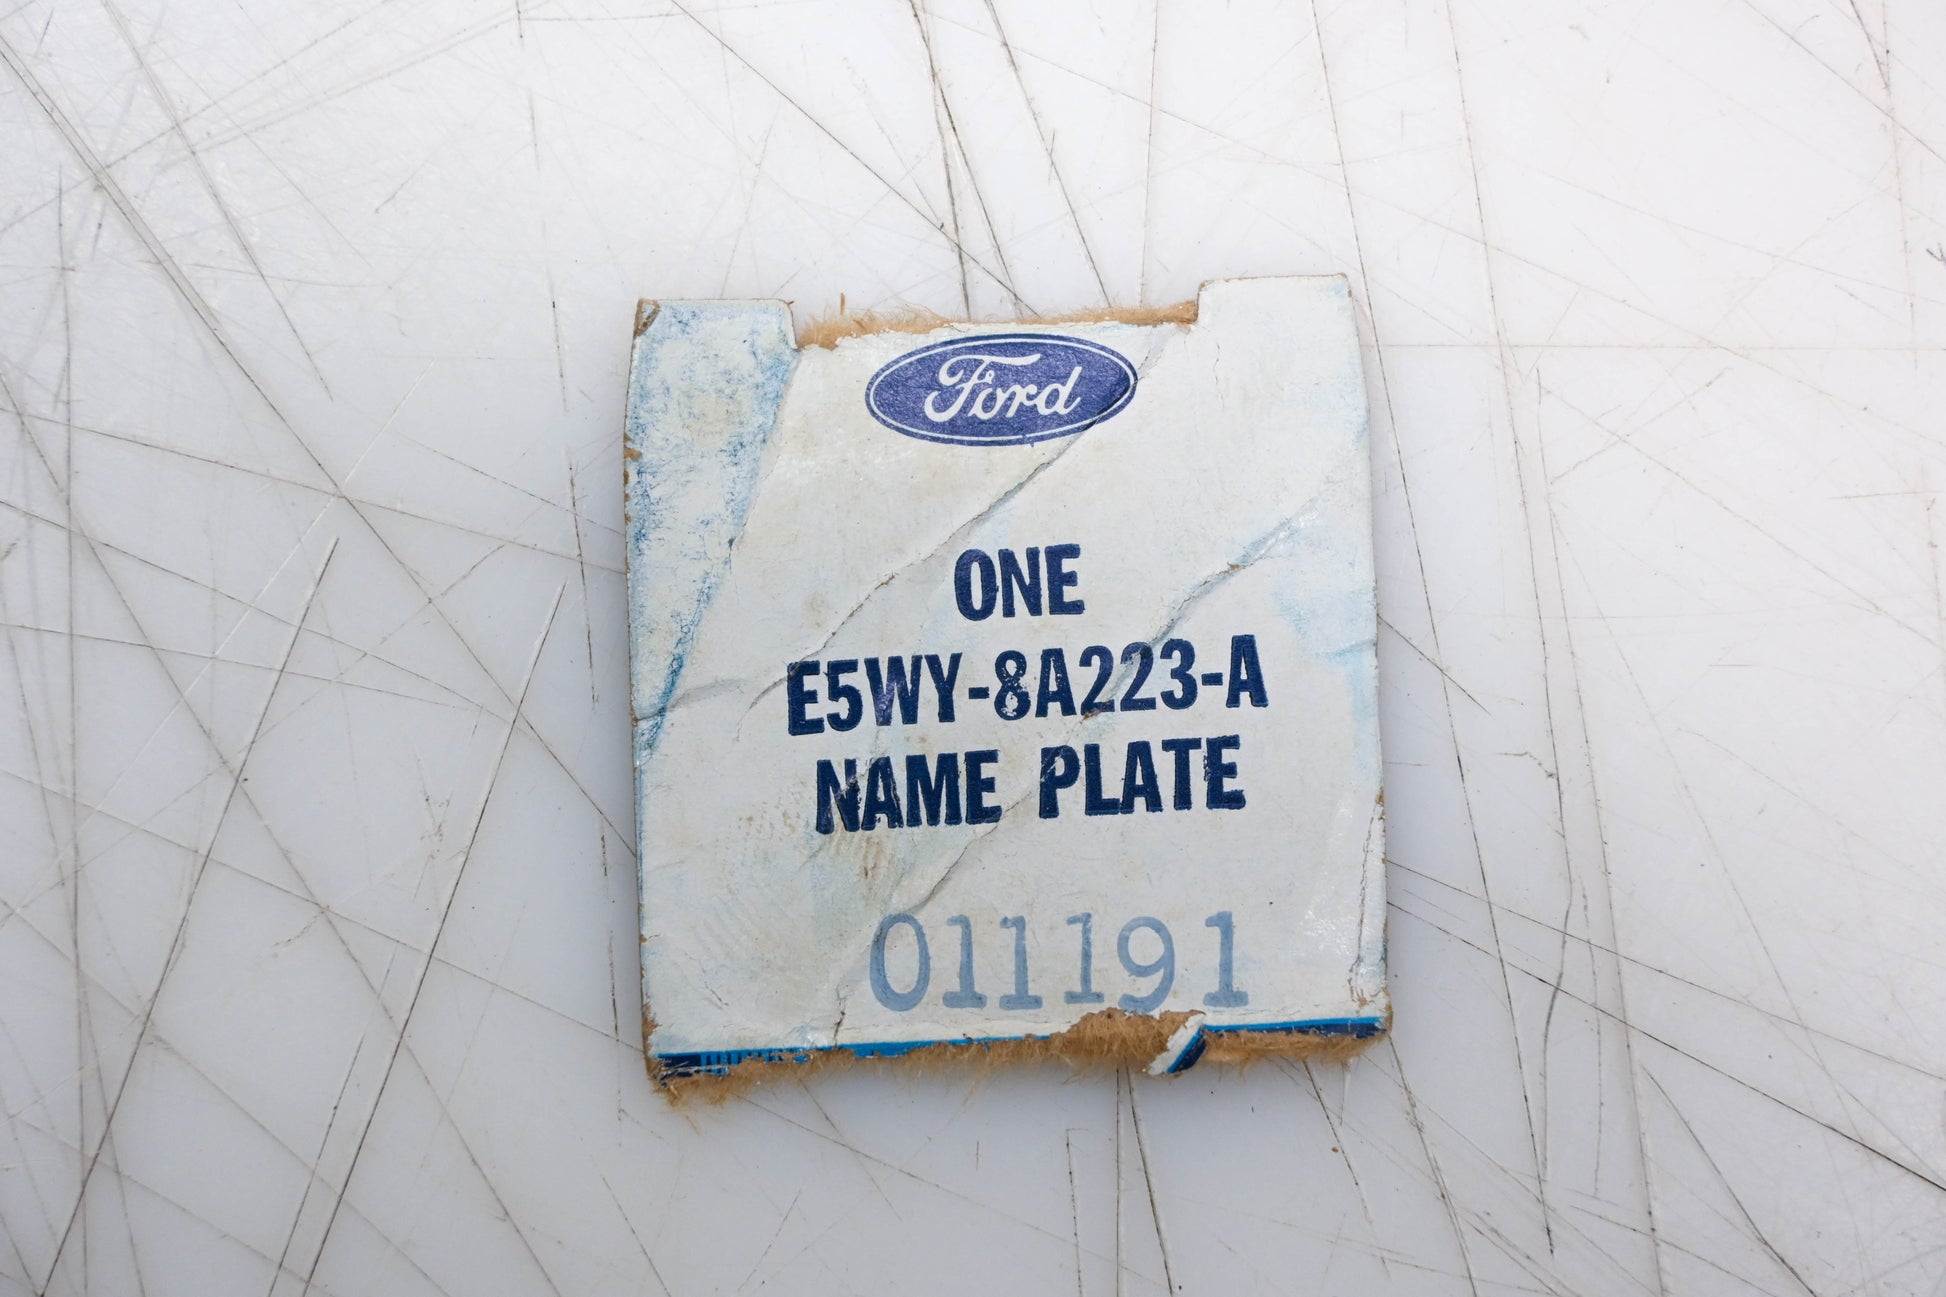 Ford
ONE
E5WY-8A223-A
NAME PLATE
011191